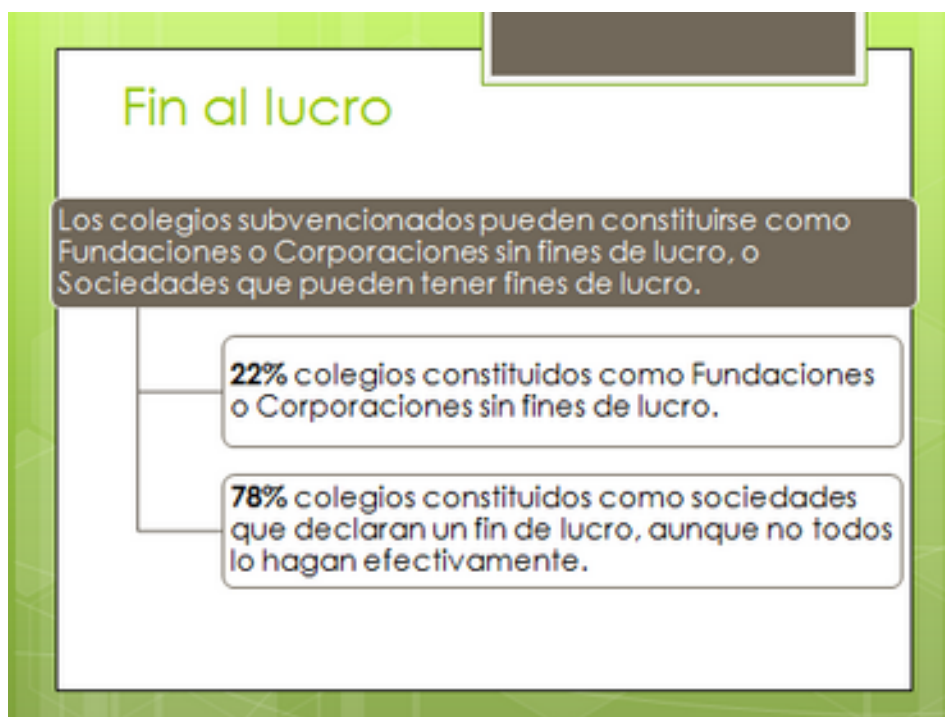 Fin al lucro
Los colegios subvencionados pueden constituirse como
Fundaciones o Corporaciones sin fines de lucro, o
Sociedades que pueden tener fines de lucro.
22% colegios constituidos como Fundaciones
o Corporaciones sin fines de lucro.
78% colegios constituidos como sociedades
que declaran un fin de lucro, aunque no todos
lo hagan efectivamente.